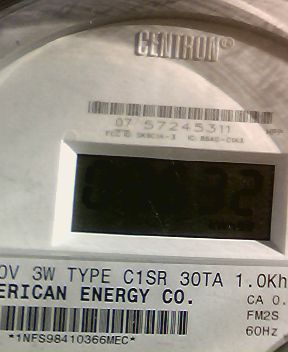 CENTRON®
07 57245311
0V 3W TYPE C1SR 30TA 1.0Kh
ERICAN ENERGY CO.
CA 0.
FM2S
60Hz
*1NFS98410366MEC*